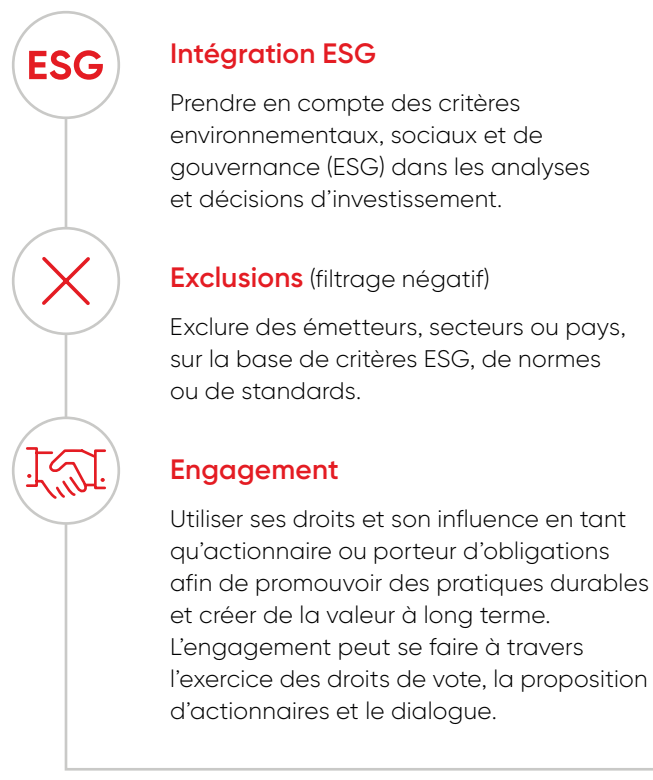 ESG
Intégration ESG
Prendre en compte des critères
environnementaux, sociaux et de
gouvernance (ESG) dans les analyses
et décisions d’investissement.
Exclusions (filtrage négatif)
Exclure des émetteurs, secteurs ou pays,
sur la base de critères ESG, de normes
ou de standards.
Engagement
Utiliser ses droits et son influence en tant
qu’actionnaire ou porteur d’obligations
afin de promouvoir des pratiques durables
et créer de la valeur à long terme.
L’engagement peut se faire à travers
l’exercice des droits de vote, la proposition
d’actionnaires et le dialogue.